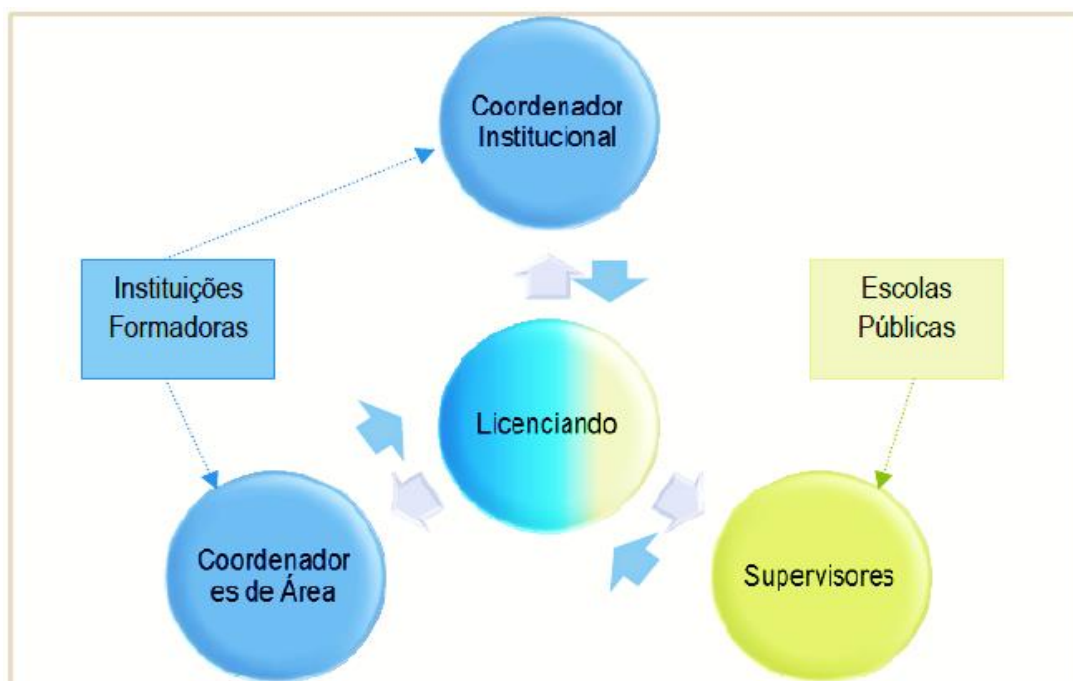 Coordenador
Institucional
Instituições
Formadoras
Escolas
Públicas
Licenciando
Coordenador
es de Área
Supervisores